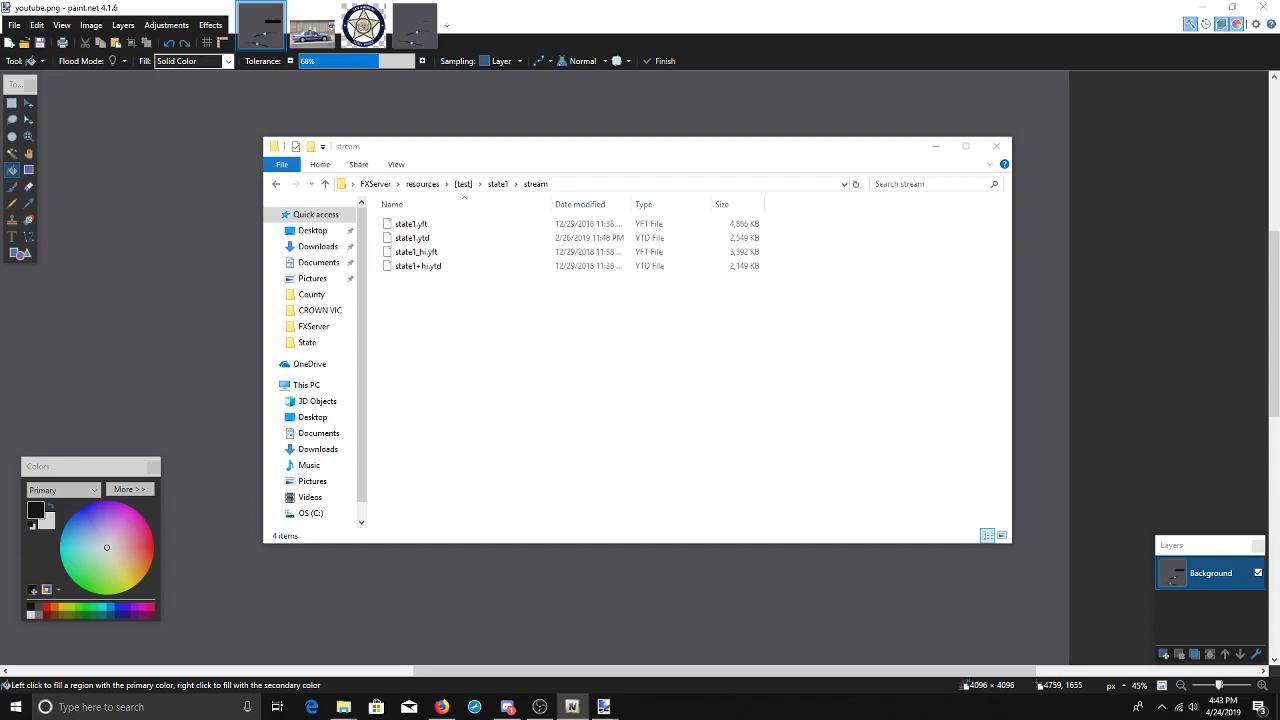 youtube.png - paint.net 4.1.6
File Edit View Image Layers Adjustments Effects
Tool Flood Mode: Fill: Solid Color Tolerance: 68% Sampling: Layer Normal Finish
To...
stream
File Home Share View
FXServer resources [test] state1 stream Search stream
Name Date modified Type Size
Quick access
Desktop
Downloads
Documents
Pictures
County
CROWN VIC
FXServer
State
OneDrive
This PC
3D Objects
Desktop
Documents
Downloads
Music
Pictures
Videos
OS (C:)
state1.yft 12/29/2018 11:38 ... YFT File 4,866 KB
state1.ytd 2/26/2019 11:48 PM YTD File 2,549 KB
state1_hi.yft 12/29/2018 11:38 ... YFT File 3,392 KB
state1+hi.ytd 12/29/2018 11:38 ... YTD File 2,149 KB
4 items
Colors
Primary More >>
Layers
Background
Left click to fill a region with the primary color, right click to fill with the secondary color 4096 × 4096 4759, 1655 px 45%
Type here to search
4:43 PM
4/24/2019
3